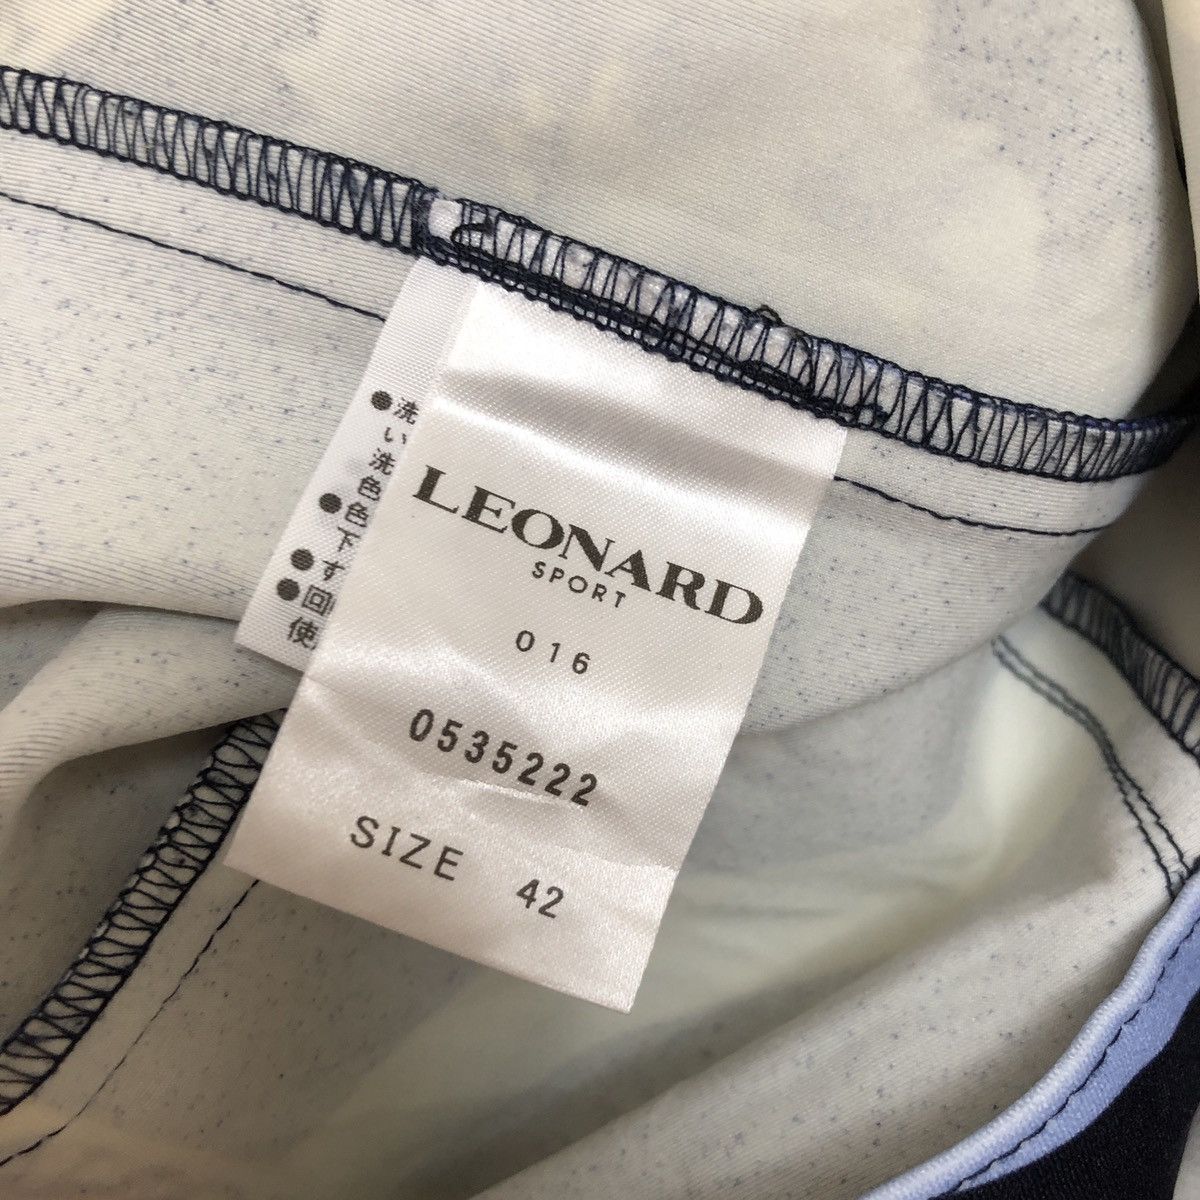 ●洗
い
洗
色
●色
下
●す
●回
使
LEONARD
SPORT
016
0535222
SIZE 42